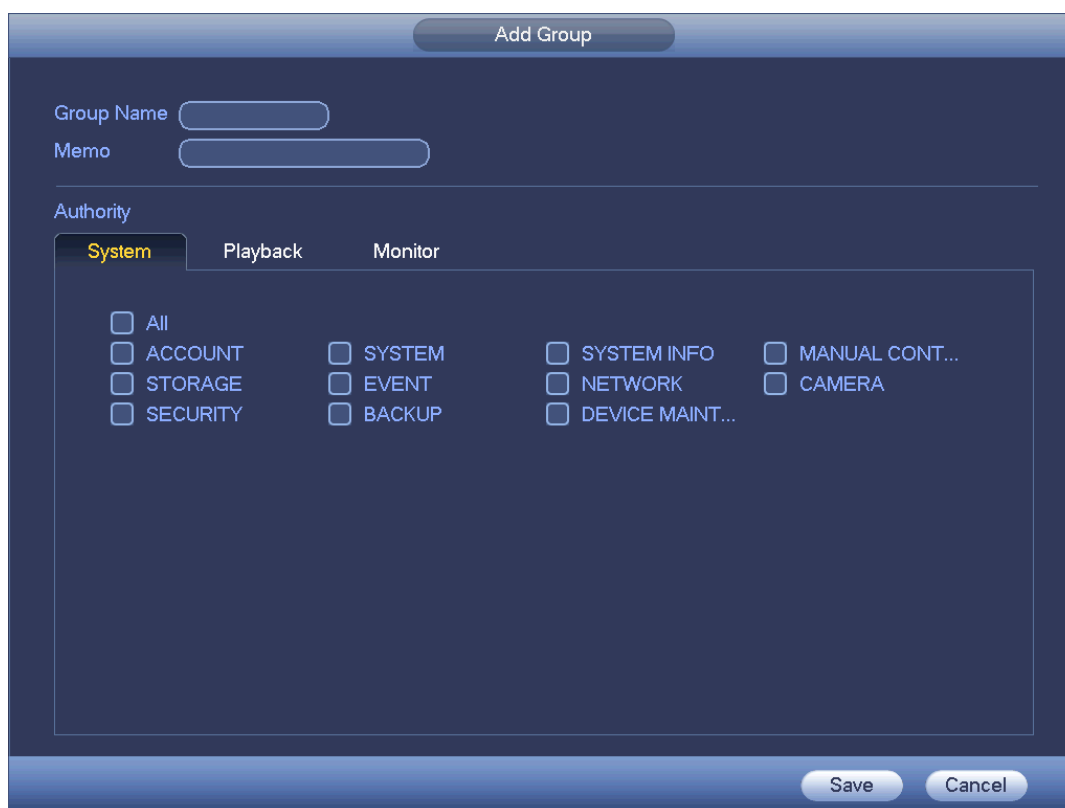 Add Group
Group Name
Memo
Authority
System Playback Monitor
All
ACCOUNT SYSTEM SYSTEM INFO MANUAL CONT...
STORAGE EVENT NETWORK CAMERA
SECURITY BACKUP DEVICE MAINT...
Save Cancel